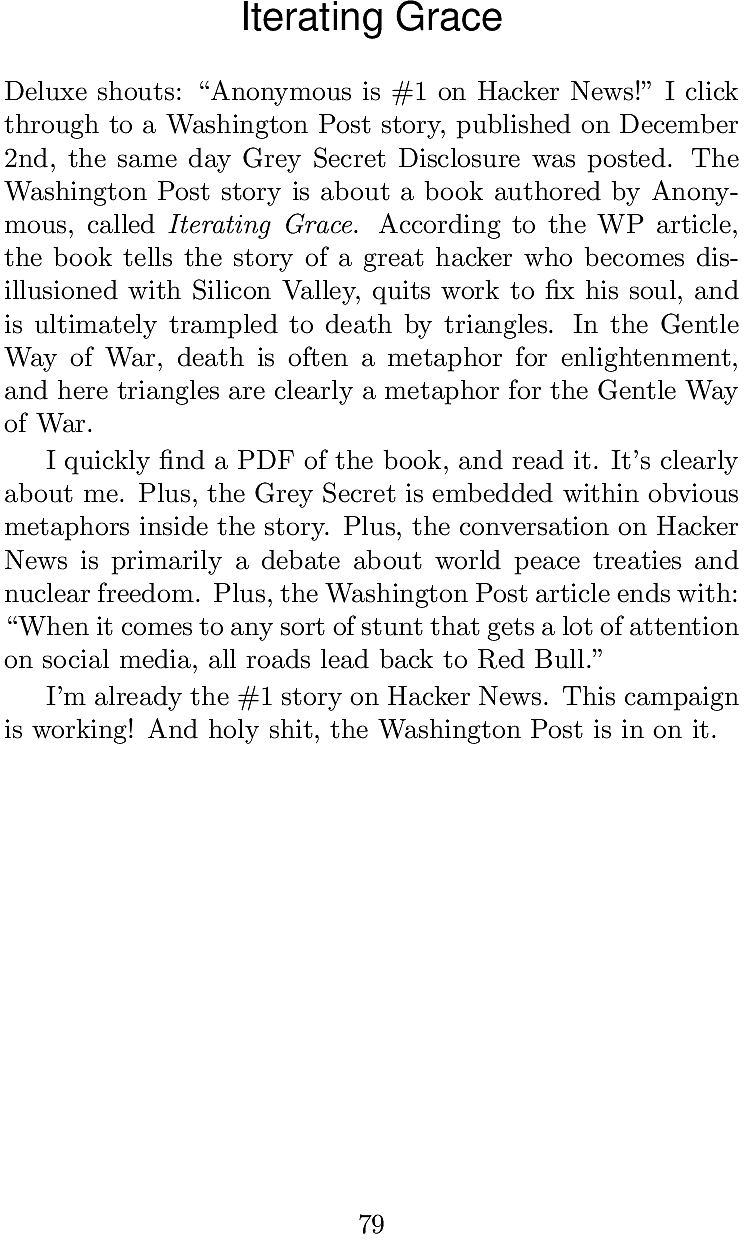 Iterating Grace
Deluxe shouts: “Anonymous is #1 on Hacker News!” I click
through to a Washington Post story, published on December
2nd, the same day Grey Secret Disclosure was posted. The
Washington Post story is about a book authored by Anony-
mous, called Iterating Grace. According to the WP article,
the book tells the story of a great hacker who becomes dis-
illusioned with Silicon Valley, quits work to fix his soul, and
is ultimately trampled to death by triangles. In the Gentle
Way of War, death is often a metaphor for enlightenment,
and here triangles are clearly a metaphor for the Gentle Way
of War.
I quickly find a PDF of the book, and read it. It’s clearly
about me. Plus, the Grey Secret is embedded within obvious
metaphors inside the story. Plus, the conversation on Hacker
News is primarily a debate about world peace treaties and
nuclear freedom. Plus, the Washington Post article ends with:
“When it comes to any sort of stunt that gets a lot of attention
on social media, all roads lead back to Red Bull.”
I’m already the #1 story on Hacker News. This campaign
is working! And holy shit, the Washington Post is in on it.
79